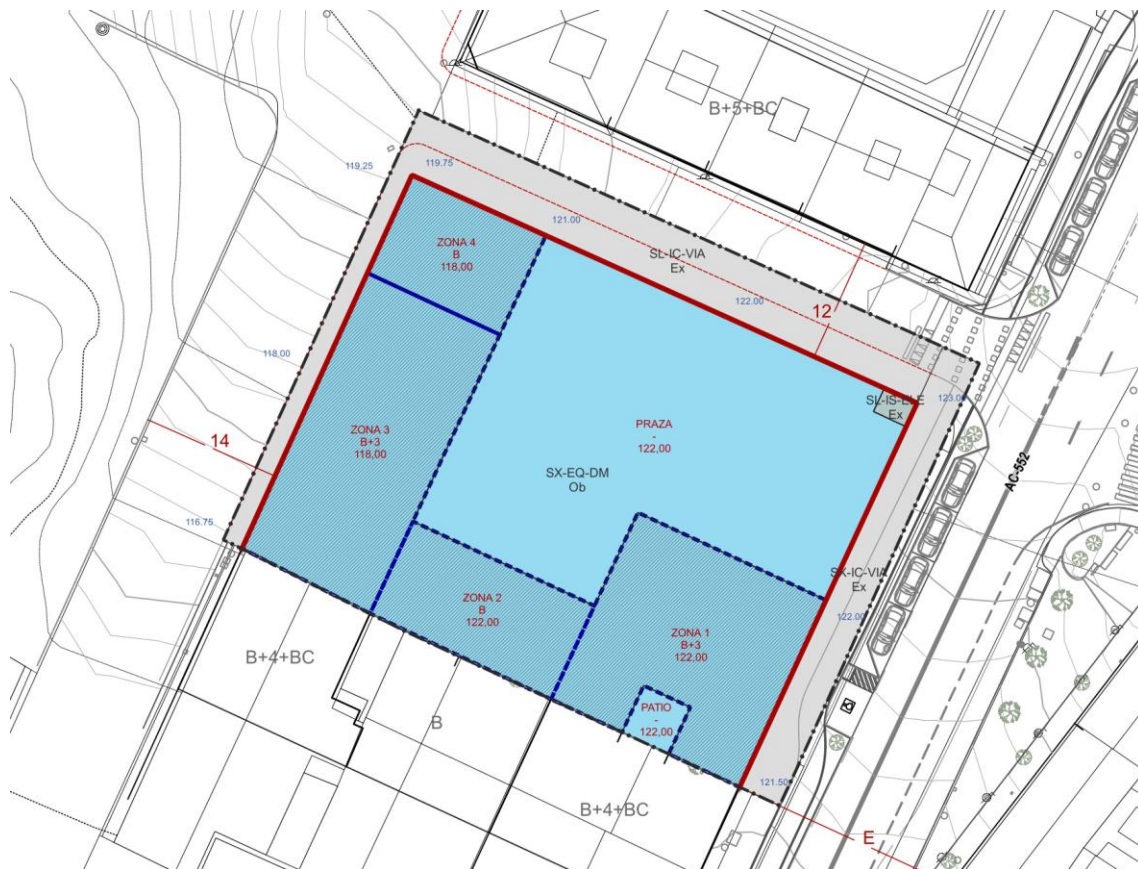 B+5+BC
119,25
119.75
121.00
SL-IC-VIA
Ex
ZONA 4
B
118,00
122.00
12
118,00
SL-IS-ELE
Ex
123.00
PRAZA
-
122,00
ZONA 3
B+3
118,00
14
SX-EQ-DM
Ob
AC-552
116.75
SX-IC-VIA
Ex
ZONA 2
B
122,00
122.00
ZONA 1
B+3
122,00
B+4+BC
PATIO
-
122,00
B
121.50
B+4+BC
E